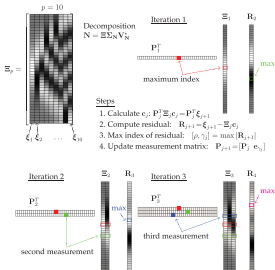 p = 10
Decomposition
N = ΞΣ_N V_N^*
Ξ_p =
ξ_1 ξ_2 … ξ_m
Iteration 1
Ξ_1 R_2
P_1^T
max
maximum index
Steps
1. Calculate c_j: P_j^T Ξ_j c_j = P_j^T ξ_{j+1}
2. Compute residual: R_{j+1} = ξ_{j+1} − Ξ_j c_j
3. Max index of residual: [ρ, γ_j] = max |R_{j+1}|
4. Update measurement matrix: P_{j+1} = [P_j e_{γ_j}]
Iteration 2
Ξ_2 R_3
P_2^T
max
second measurement
Iteration 3
Ξ_3 R_4
P_3^T
max
third measurement